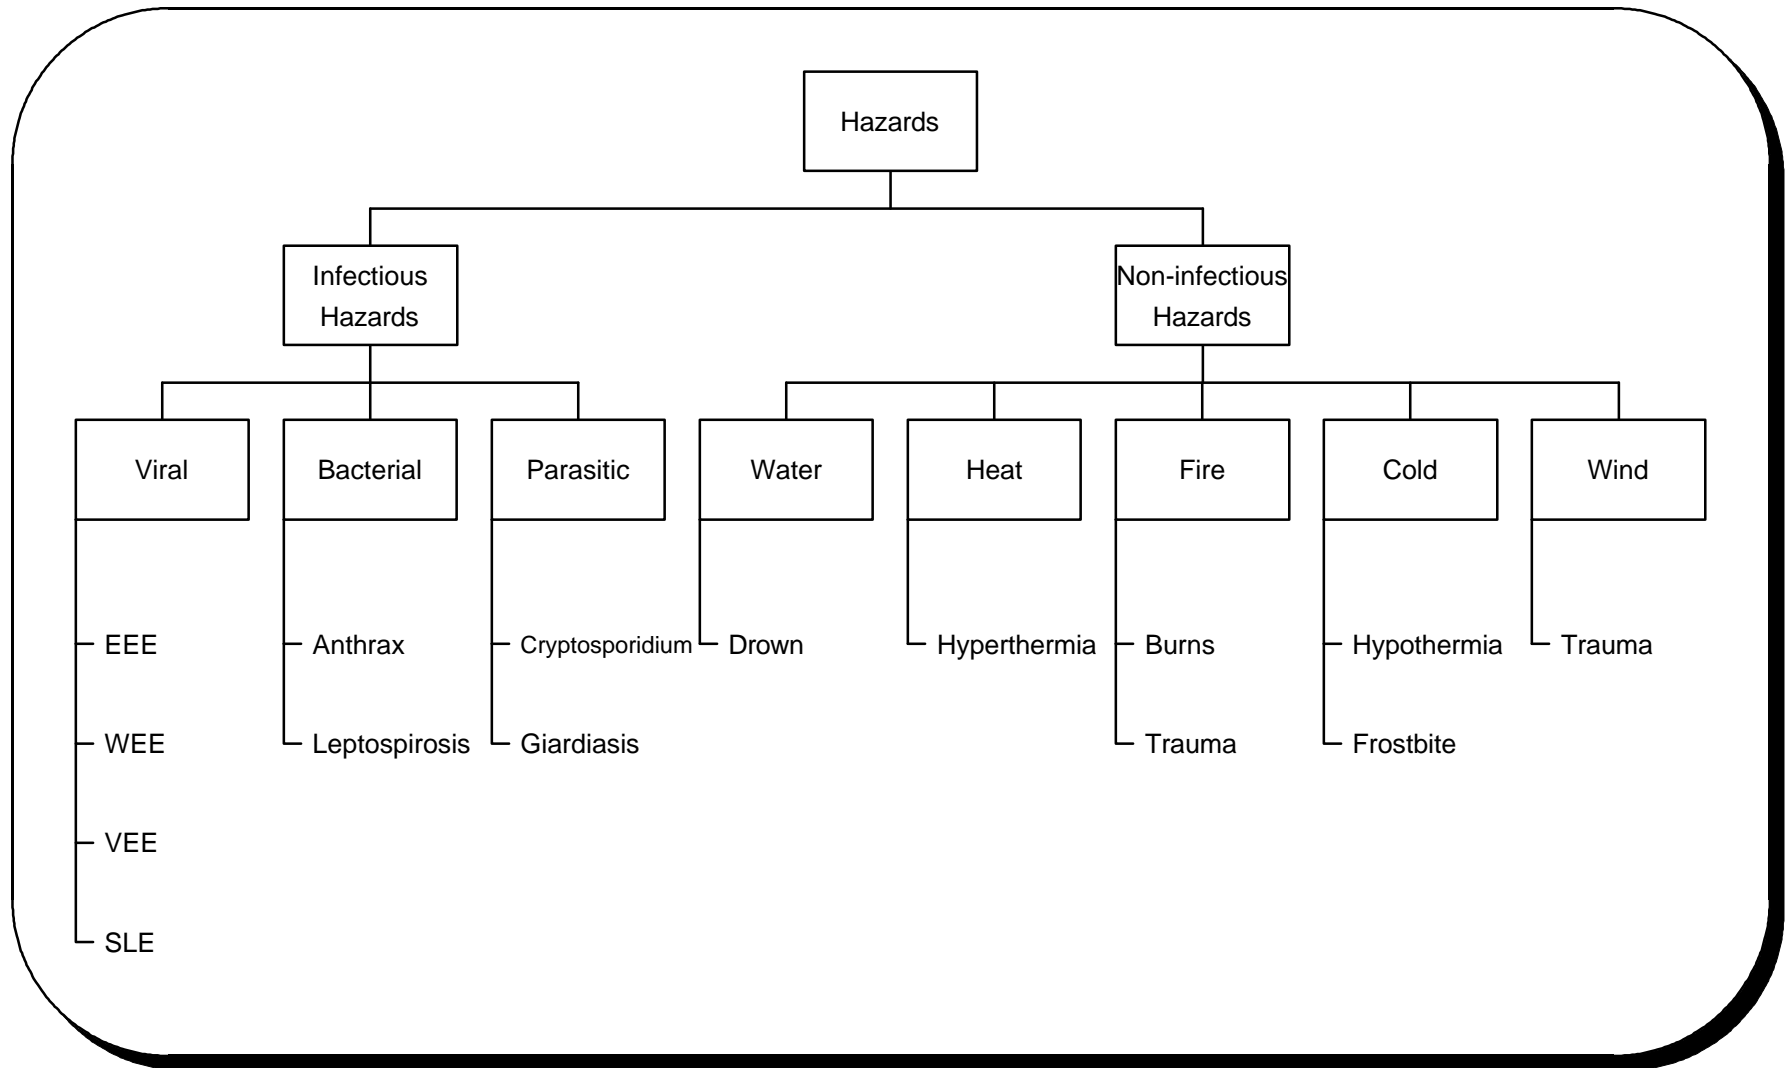 Hazards
Infectious
Hazards
Non-infectious
Hazards
Viral
Bacterial
Parasitic
Water
Heat
Fire
Cold
Wind
EEE
WEE
VEE
SLE
Anthrax
Leptospirosis
Cryptosporidium
Giardiasis
Drown
Hyperthermia
Burns
Trauma
Hypothermia
Frostbite
Trauma